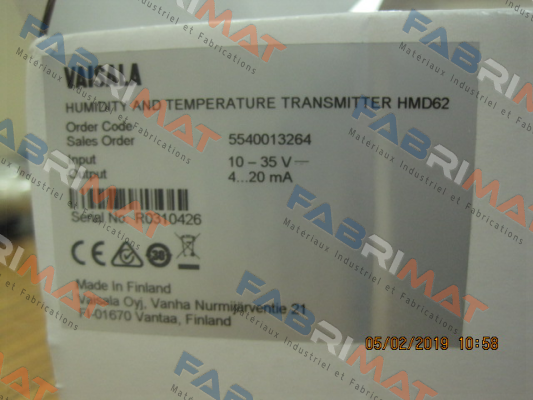 VAISALA
HUMIDITY AND TEMPERATURE TRANSMITTER HMD62
Order Code
Sales Order 5540013264
Input 10 – 35 V
Output 4...20 mA
Serial No. R0310426
CE
Made in Finland
Vaisala Oyj, Vanha Nurmijärventie 21
FI-01670 Vantaa, Finland
05/02/2019 10:58
FABRIMAT
Materiaux Industriel et Fabrications